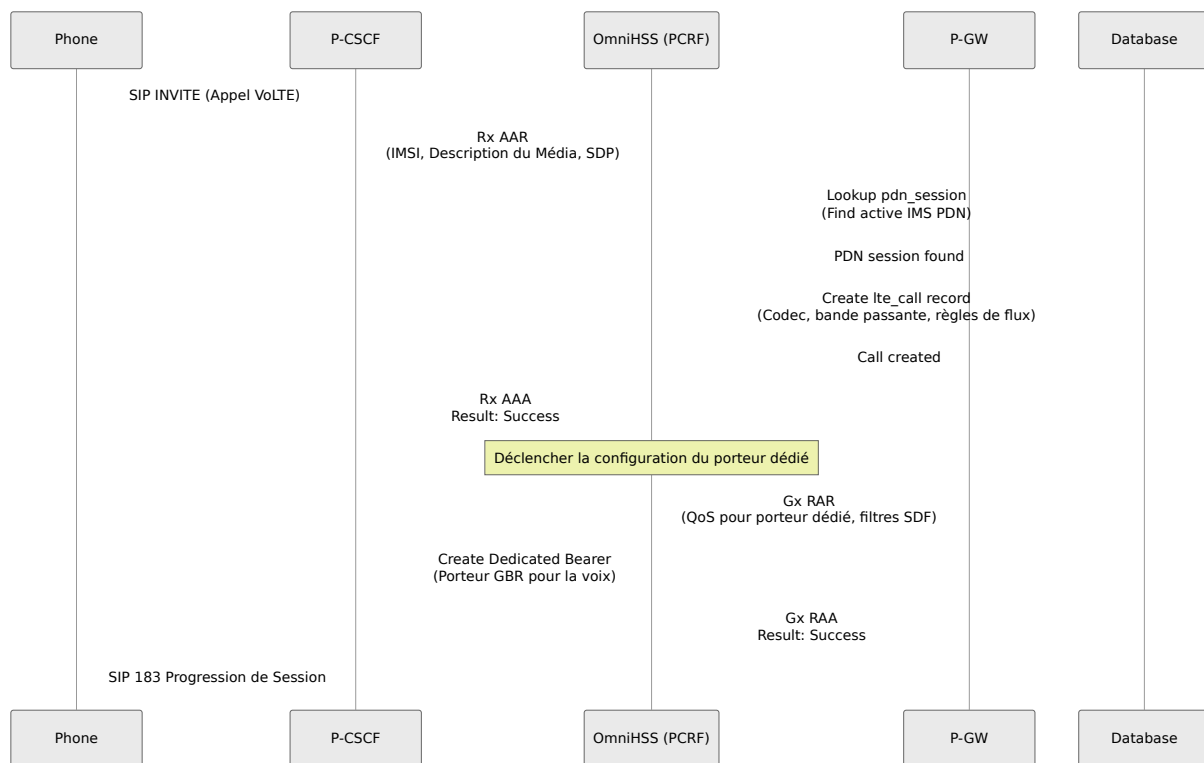 Phone
P-CSCF
OmniHSS (PCRF)
P-GW
Database
SIP INVITE (Appel VoLTE)
Rx AAR
(IMSI, Description du Média, SDP)
Lookup pdn_session
(Find active IMS PDN)
PDN session found
Create lte_call record
(Codec, bande passante, règles de flux)
Call created
Rx AAA
Result: Success
Déclencher la configuration du porteur dédié
Gx RAR
(QoS pour porteur dédié, filtres SDF)
Create Dedicated Bearer
(Porteur GBR pour la voix)
Gx RAA
Result: Success
SIP 183 Progression de Session
Phone
P-CSCF
OmniHSS (PCRF)
P-GW
Database